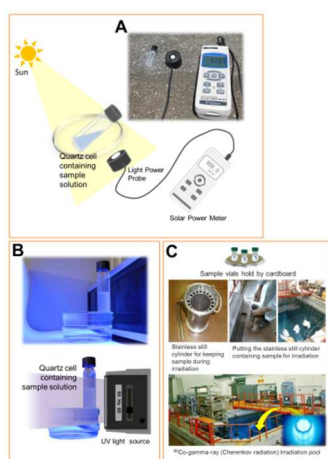 A
Sun
Quartz cell
containing
sample
solution
Light Power
Probe
Solar Power Meter
B
Quartz cell
containing
sample solution
UV light source
C
Sample vials hold by cardboard
Stainless still
cylinder for keeping
sample during
irradiation
Putting the stainless still cylinder
containing sample for irradiation
⁶⁰Co-gamma-ray (Cherenkov radiation) Irradiation pool